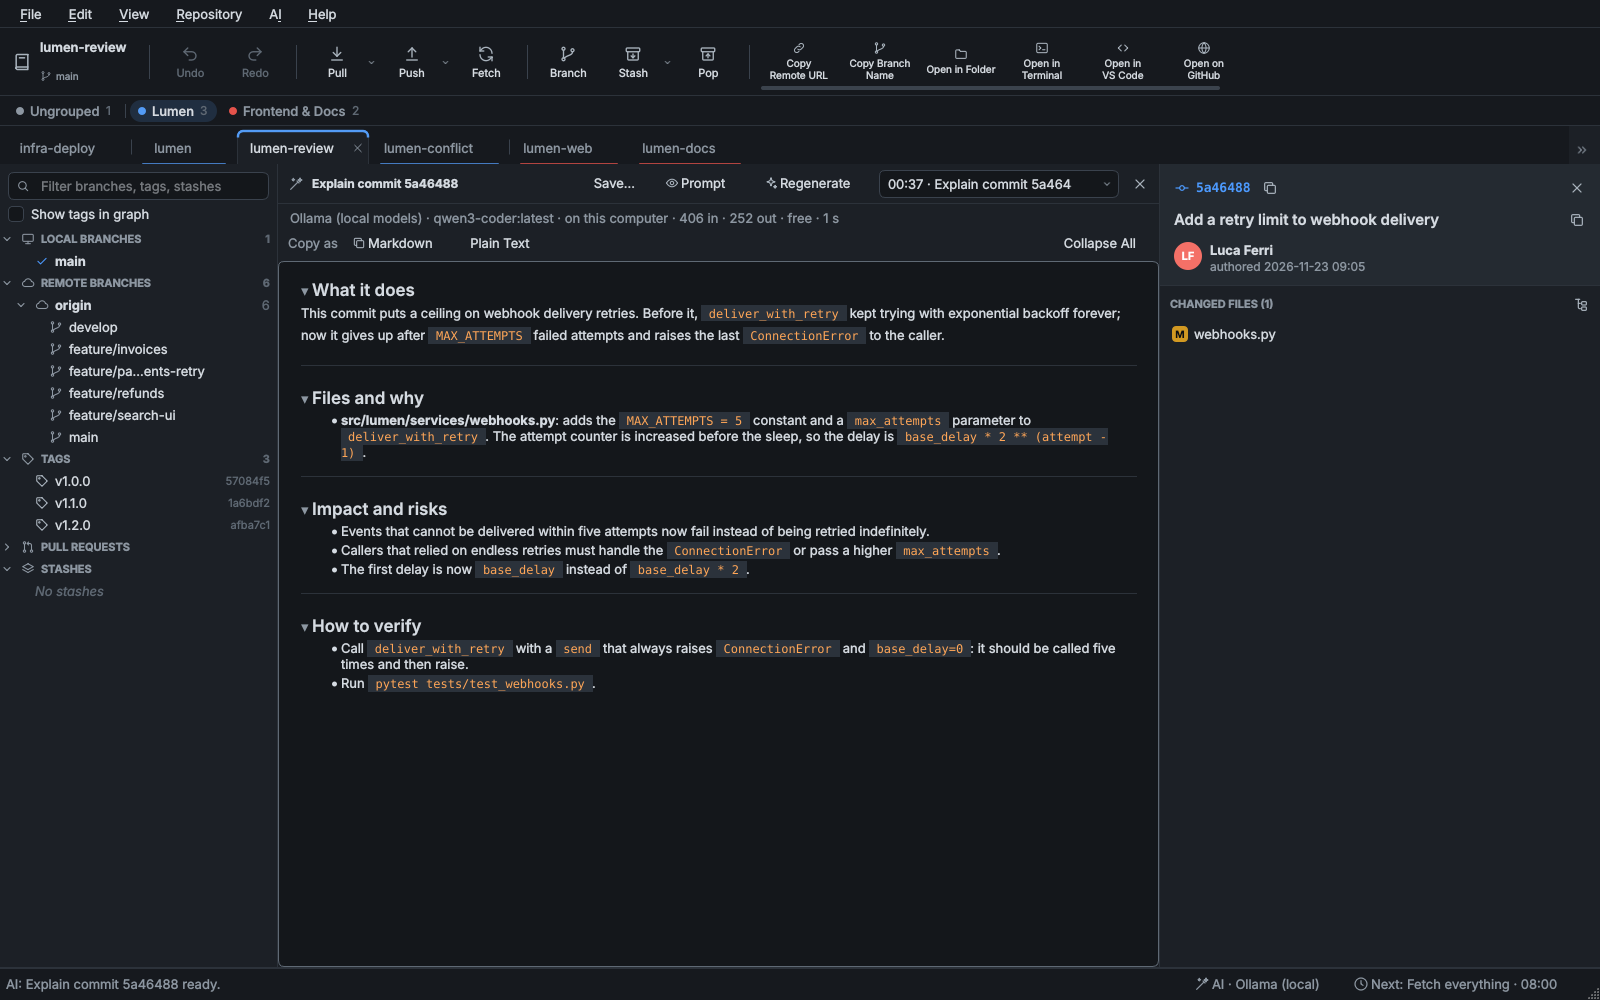 File Edit View Repository AI Help
lumen-review
main
Undo Redo Pull Push Fetch Branch Stash Pop
Copy Remote URL
Copy Branch Name
Open in Folder
Open in Terminal
Open in VS Code
Open on GitHub
Ungrouped 1 Lumen 3 Frontend & Docs 2
infra-deploy lumen lumen-review lumen-conflict lumen-web lumen-docs »
Filter branches, tags, stashes
Show tags in graph
LOCAL BRANCHES 1
main
REMOTE BRANCHES 6
origin 6
develop
feature/invoices
feature/pa...ents-retry
feature/refunds
feature/search-ui
main
TAGS 3
v1.0.0 57084f5
v1.1.0 1a6bdf2
v1.2.0 afba7c1
PULL REQUESTS
STASHES
No stashes
Explain commit 5a46488 Save... Prompt Regenerate 00:37 · Explain commit 5a464
Ollama (local models) · qwen3-coder:latest · on this computer · 406 in · 252 out · free · 1 s
Copy as Markdown Plain Text Collapse All
What it does
This commit puts a ceiling on webhook delivery retries. Before it, deliver_with_retry kept trying with exponential backoff forever;
now it gives up after MAX_ATTEMPTS failed attempts and raises the last ConnectionError to the caller.
Files and why
• src/lumen/services/webhooks.py: adds the MAX_ATTEMPTS = 5 constant and a max_attempts parameter to
deliver_with_retry. The attempt counter is increased before the sleep, so the delay is base_delay * 2 ** (attempt -
1).
Impact and risks
• Events that cannot be delivered within five attempts now fail instead of being retried indefinitely.
• Callers that relied on endless retries must handle the ConnectionError or pass a higher max_attempts.
• The first delay is now base_delay instead of base_delay * 2.
How to verify
• Call deliver_with_retry with a send that always raises ConnectionError and base_delay=0: it should be called five
times and then raise.
• Run pytest tests/test_webhooks.py.
5a46488
Add a retry limit to webhook delivery
LF
Luca Ferri
authored 2026-11-23 09:05
CHANGED FILES (1)
M webhooks.py
AI: Explain commit 5a46488 ready.
AI · Ollama (local) Next: Fetch everything · 08:00